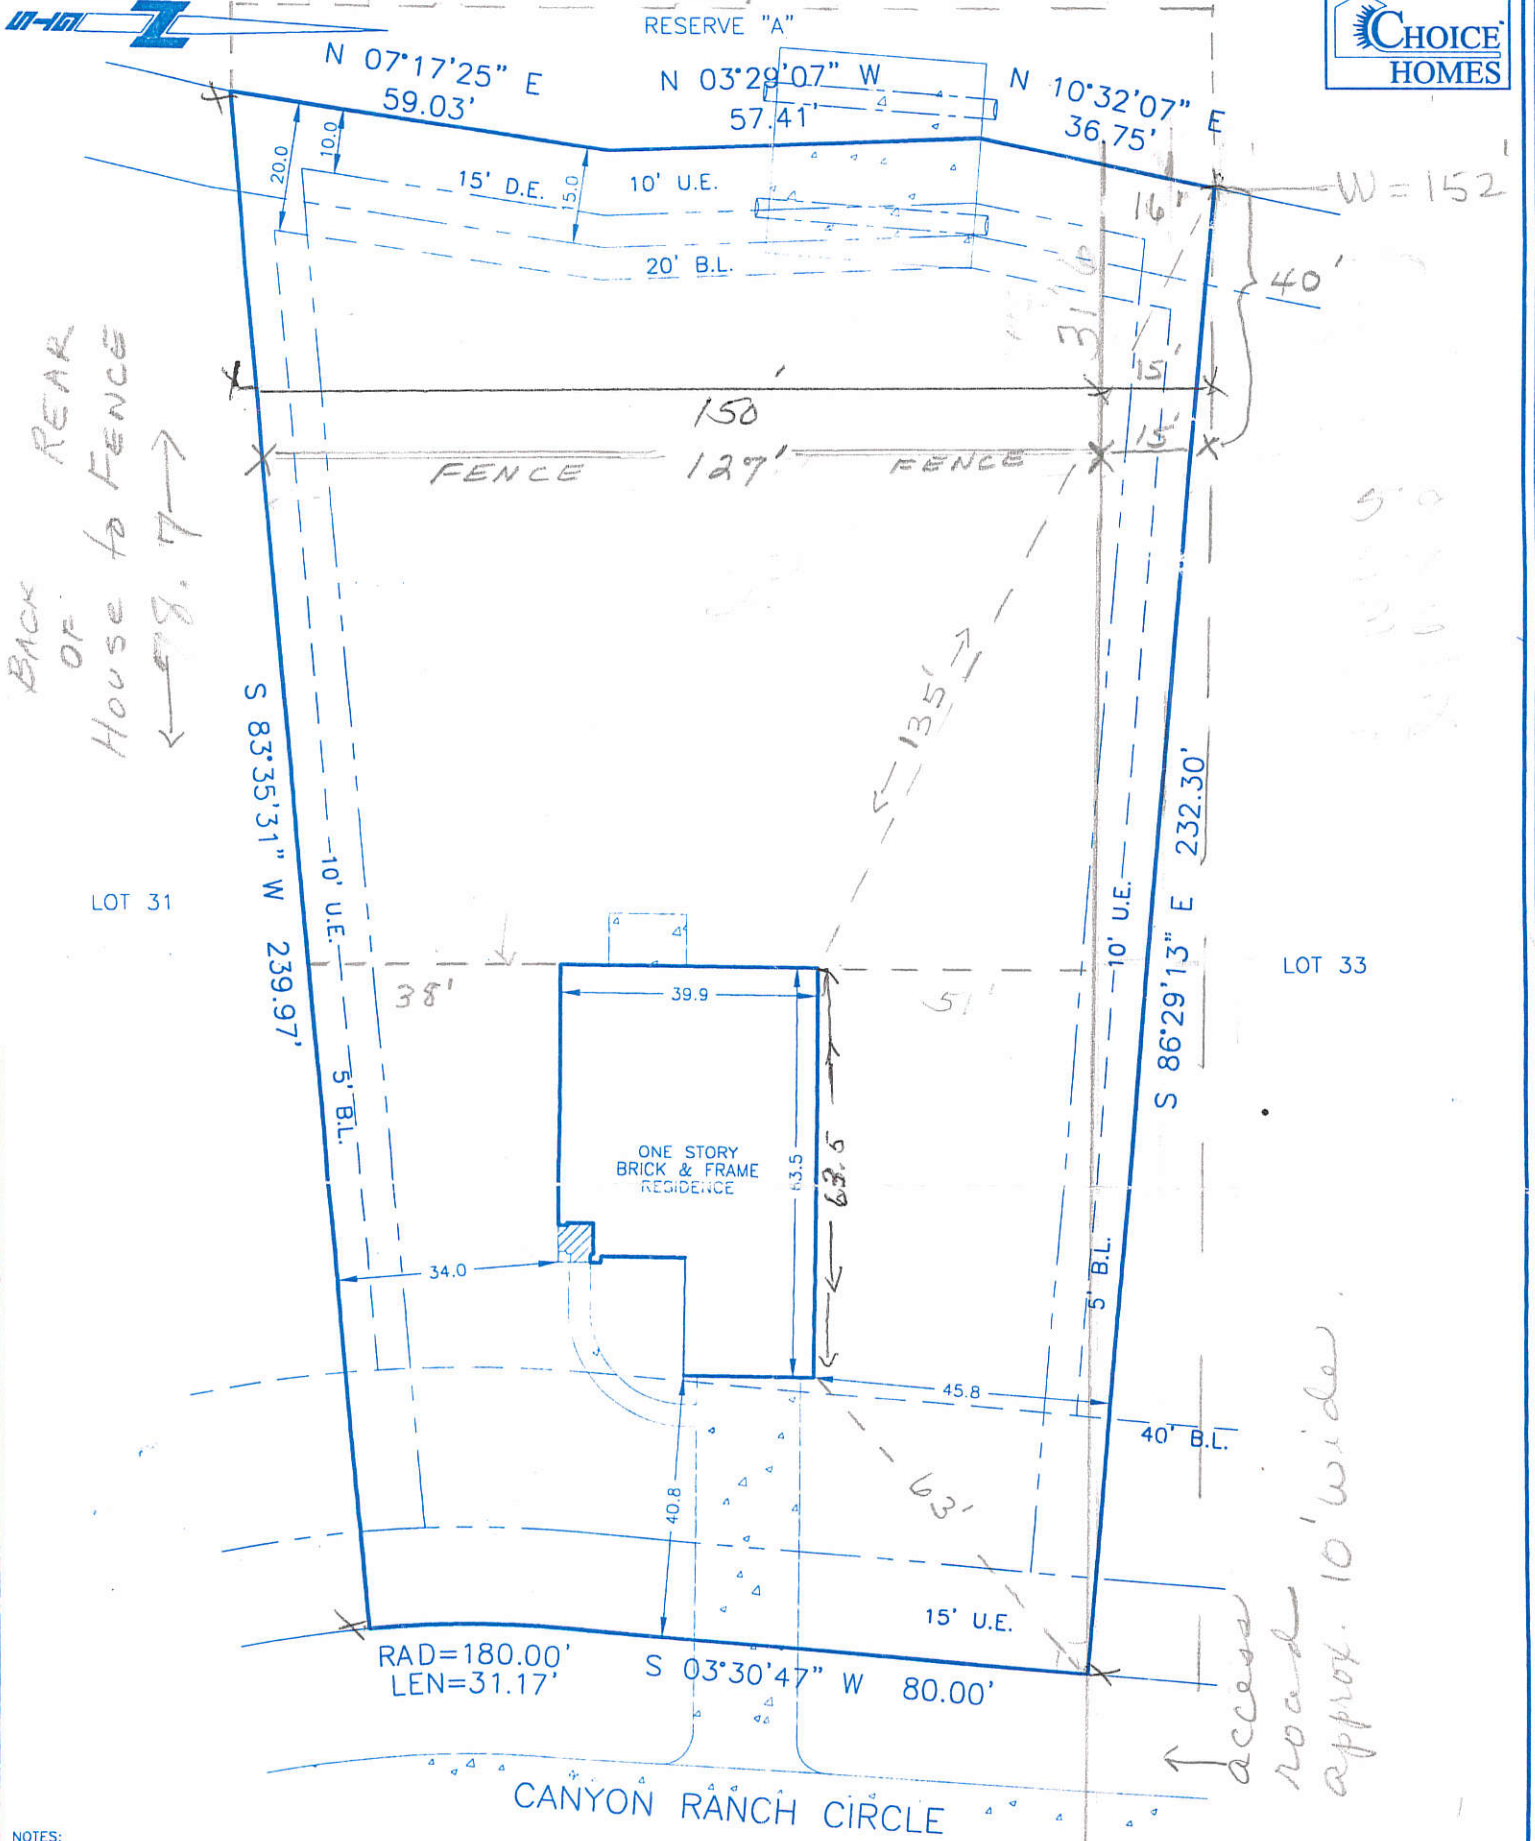 RESERVE "A"
CHOICE
HOMES
N 07°17'25" E
59.03'
N 03°29'07" W
57.41'
N 10°32'07" E
36.75'
W = 152
20.0
10.0
15' D.E.
15.0
10' U.E.
16'
20' B.L.
40'
15'
150'
15'
FENCE 127' FENCE
BACK
OF
REAR
House to FENCE
135'
S 83°35'31" W 239.97'
10' U.E.
5' B.L.
S 86°29'13" E 232.30'
10' U.E.
5' B.L.
LOT 31
LOT 33
38'
39.9
51'
ONE STORY
BRICK & FRAME
RESIDENCE
63.5
63.5
34.0
45.8
40' B.L.
40.8
63'
15' U.E.
RAD=180.00'
LEN=31.17'
S 03°30'47" W 80.00'
access
road
approx. 10' wide.
CANYON RANCH CIRCLE
NOTES: